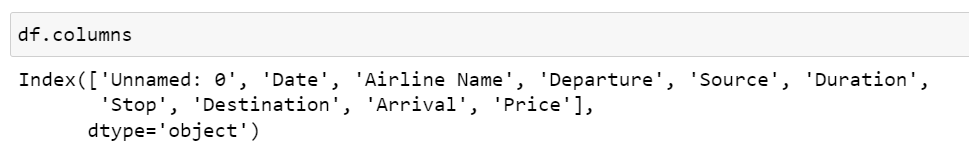 df.columns
Index(['Unnamed: 0', 'Date', 'Airline Name', 'Departure', 'Source', 'Duration',
'Stop', 'Destination', 'Arrival', 'Price'],
dtype='object')